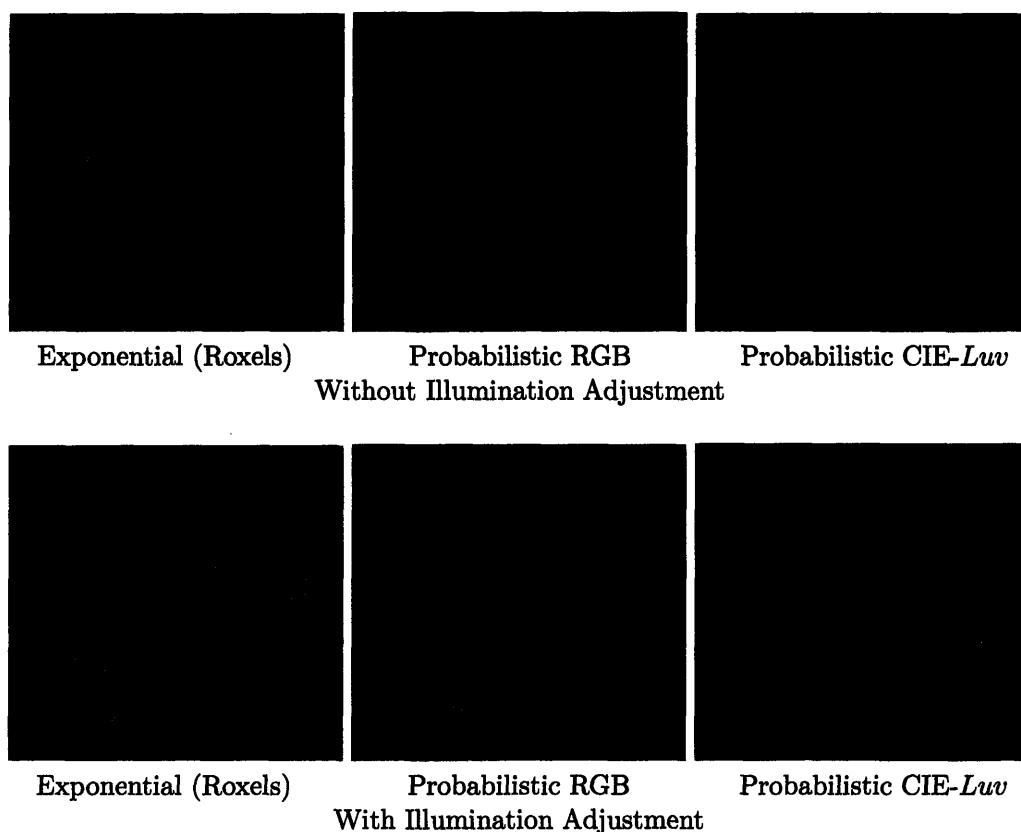 Exponential (Roxels) Probabilistic RGB Probabilistic CIE-Luv
Without Illumination Adjustment
Exponential (Roxels) Probabilistic RGB Probabilistic CIE-Luv
With Illumination Adjustment